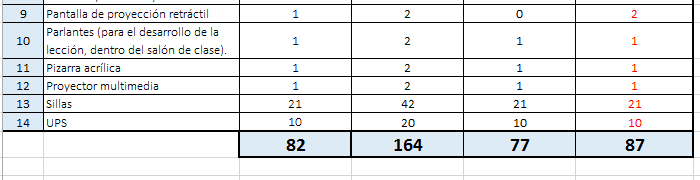 9 Pantalla de proyección retráctil 1 2 0 2
10 Parlantes (para el desarrollo de la
lección, dentro del salón de clase). 1 2 1 1
11 Pizarra acrílica 1 2 1 1
12 Proyector multimedia 1 2 1 1
13 Sillas 21 42 21 21
14 UPS 10 20 10 10
82 164 77 87